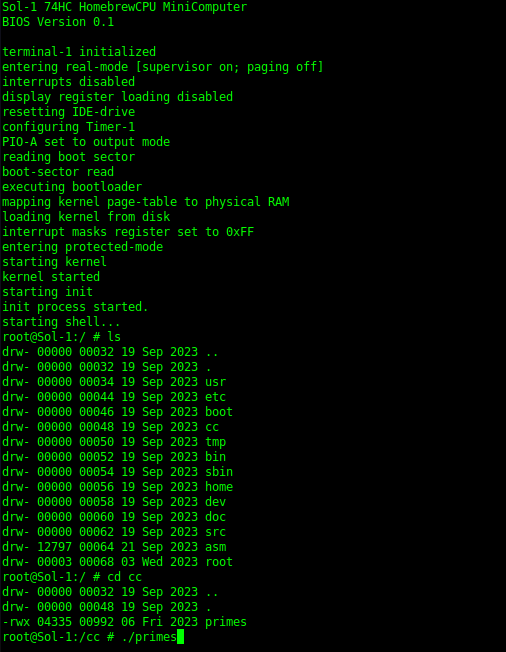 Sol-1 74HC HomebrewCPU MiniComputer
BIOS Version 0.1
terminal-1 initialized
entering real-mode [supervisor on; paging off]
interrupts disabled
display register loading disabled
resetting IDE-drive
configuring Timer-1
PIO-A set to output mode
reading boot sector
boot-sector read
executing bootloader
mapping kernel page-table to physical RAM
loading kernel from disk
interrupt masks register set to 0xFF
entering protected-mode
starting kernel
kernel started
starting init
init process started.
starting shell...
root@Sol-1:/ # ls
drw- 00000 00032 19 Sep 2023 ..
drw- 00000 00032 19 Sep 2023 .
drw- 00000 00034 19 Sep 2023 usr
drw- 00000 00044 19 Sep 2023 etc
drw- 00000 00046 19 Sep 2023 boot
drw- 00000 00048 19 Sep 2023 cc
drw- 00000 00050 19 Sep 2023 tmp
drw- 00000 00052 19 Sep 2023 bin
drw- 00000 00054 19 Sep 2023 sbin
drw- 00000 00056 19 Sep 2023 home
drw- 00000 00058 19 Sep 2023 dev
drw- 00000 00060 19 Sep 2023 doc
drw- 00000 00062 19 Sep 2023 src
drw- 12797 00064 21 Sep 2023 asm
drw- 00003 00068 03 Wed 2023 root
root@Sol-1:/ # cd cc
drw- 00000 00032 19 Sep 2023 ..
drw- 00000 00048 19 Sep 2023 .
-rwx 04335 00992 06 Fri 2023 primes
root@Sol-1:/cc # ./primes